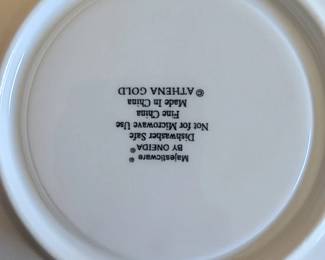 Majesticware ®
BY ONEIDA®
Dishwasher Safe
Not for Microwave Use
Fine China
Made In China
© ATHENA GOLD